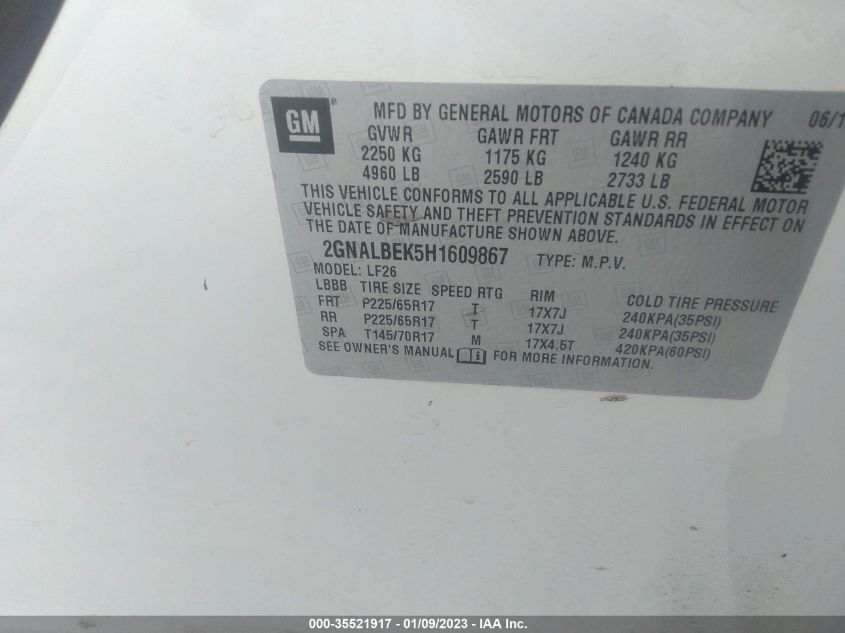 GM ® MFD BY GENERAL MOTORS OF CANADA COMPANY 06/1
GVWR GAWR FRT GAWR RR
2250 KG 1175 KG 1240 KG
4960 LB 2590 LB 2733 LB
THIS VEHICLE CONFORMS TO ALL APPLICABLE U.S. FEDERAL MOTOR
VEHICLE SAFETY AND THEFT PREVENTION STANDARDS IN EFFECT ON
THE DATE OF MANUFACTURE SHOWN ABOVE.
2GNALBEK5H1609867 TYPE: M.P.V.
MODEL: LF26
LBBB TIRE SIZE SPEED RTG RIM COLD TIRE PRESSURE
FRT P225/65R17 T 17X7J 240KPA(35PSI)
RR P225/65R17 T 17X7J 240KPA(35PSI)
SPA T145/70R17 M 17X4.5T 420KPA(60PSI)
SEE OWNER'S MANUAL i FOR MORE INFORMATION.
000-35521917 - 01/09/2023 - IAA Inc.